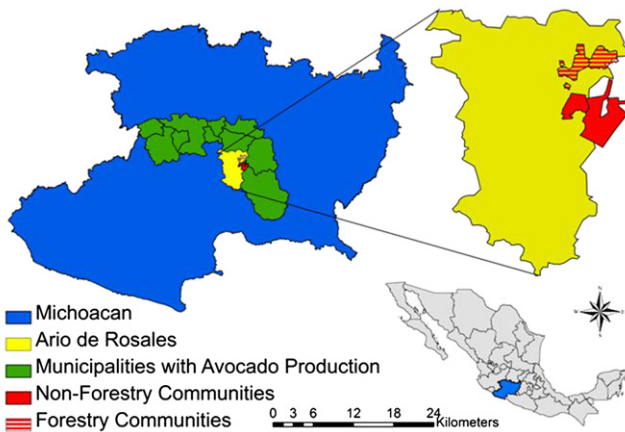 Michoacan
Ario de Rosales
Municipalities with Avocado Production
Non-Forestry Communities
Forestry Communities
0 3 6 12 18 24
Kilometers
N
W E
S